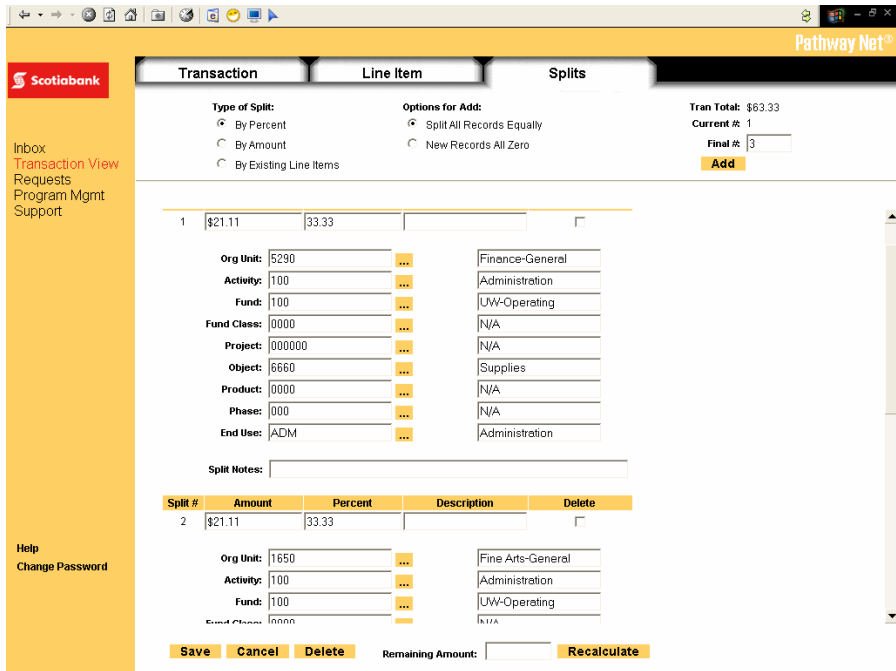 Pathway Net®
Scotiabank
Transaction
Line Item
Splits
Inbox
Transaction View
Requests
Program Mgmt
Support
Help
Change Password
Type of Split:
By Percent
By Amount
By Existing Line Items
Options for Add:
Split All Records Equally
New Records All Zero
Tran Total: $63.33
Current #: 1
Final #: 3
Add
1 $21.11 33.33
Org Unit: 5290 ... Finance-General
Activity: 100 ... Administration
Fund: 100 ... UW-Operating
Fund Class: 0000 ... N/A
Project: 000000 ... N/A
Object: 6660 ... Supplies
Product: 0000 ... N/A
Phase: 000 ... N/A
End Use: ADM ... Administration
Split Notes:
Split # Amount Percent Description Delete
2 $21.11 33.33
Org Unit: 1650 ... Fine Arts-General
Activity: 100 ... Administration
Fund: 100 ... UW-Operating
Fund Class: 0000 N/A
Save Cancel Delete Remaining Amount: Recalculate